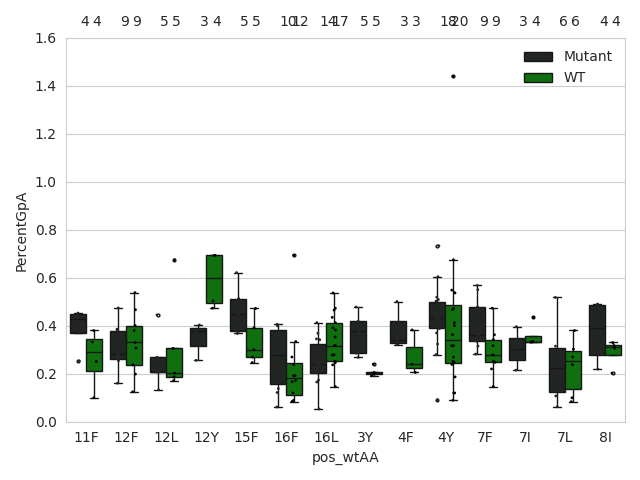 4 4 9 9 5 5 3 4 5 5 10 12 14 17 5 5 3 3 18 20 9 9 3 4 6 6 4 4
1.6
Mutant
WT
1.4
1.2
1.0
PercentGpA
0.8
0.6
0.4
0.2
0.0
11F 12F 12L 12Y 15F 16F 16L 3Y 4F 4Y 7F 7I 7L 8I
pos_wtAA